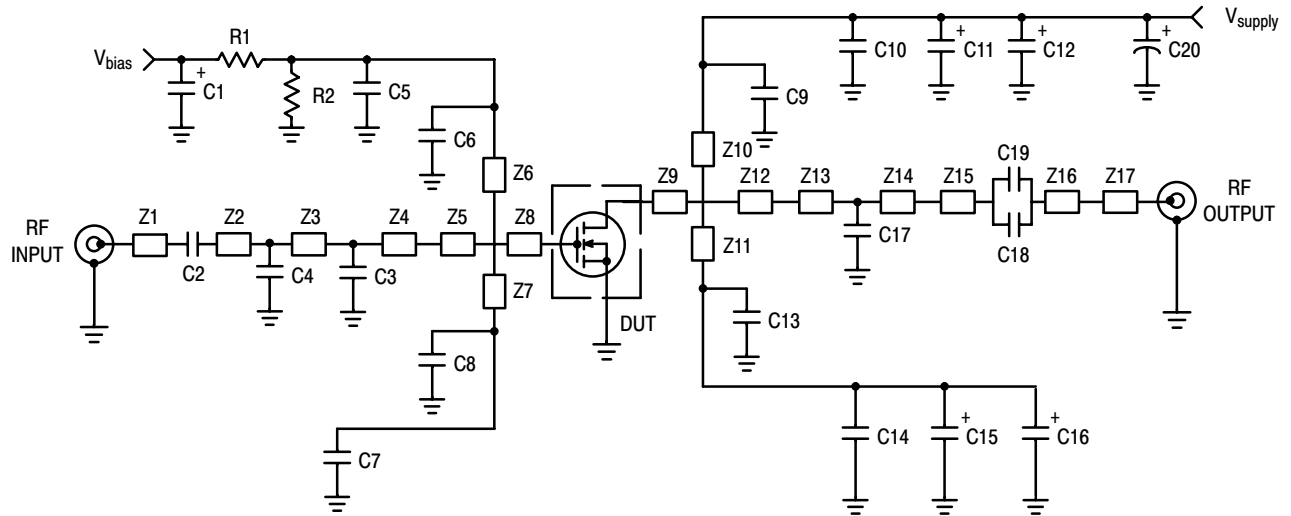 Vbias
R1
C1
R2
C5
C6
Z6
RF
INPUT
Z1
C2
Z2
C4
Z3
C3
Z4
Z5
Z8
Z7
C8
C7
DUT
Vsupply
C10
+
C11
+
C12
+
C20
+
C9
Z10
Z9
Z12
Z13
C17
Z14
Z15
C19
C18
Z16
Z17
RF
OUTPUT
Z11
C13
C14
+
C15
+
C16
+